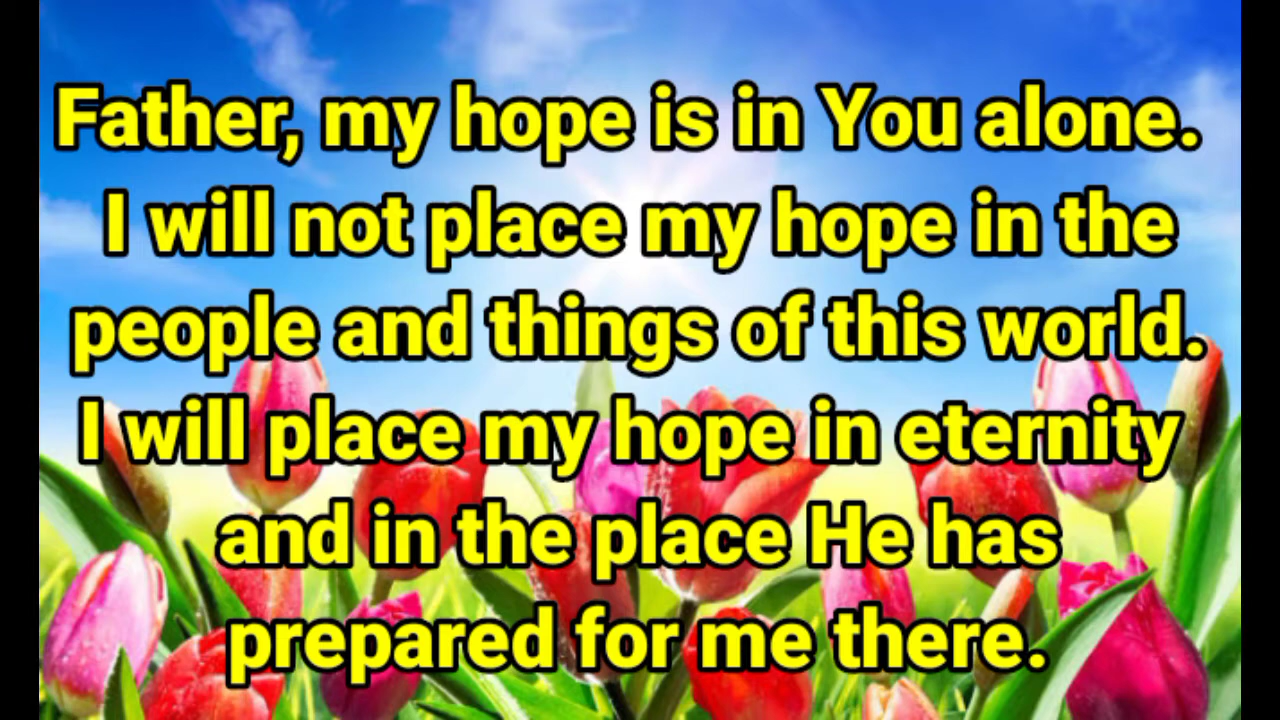 Father, my hope is in You alone.
I will not place my hope in the
people and things of this world.
I will place my hope in eternity
and in the place He has
prepared for me there.